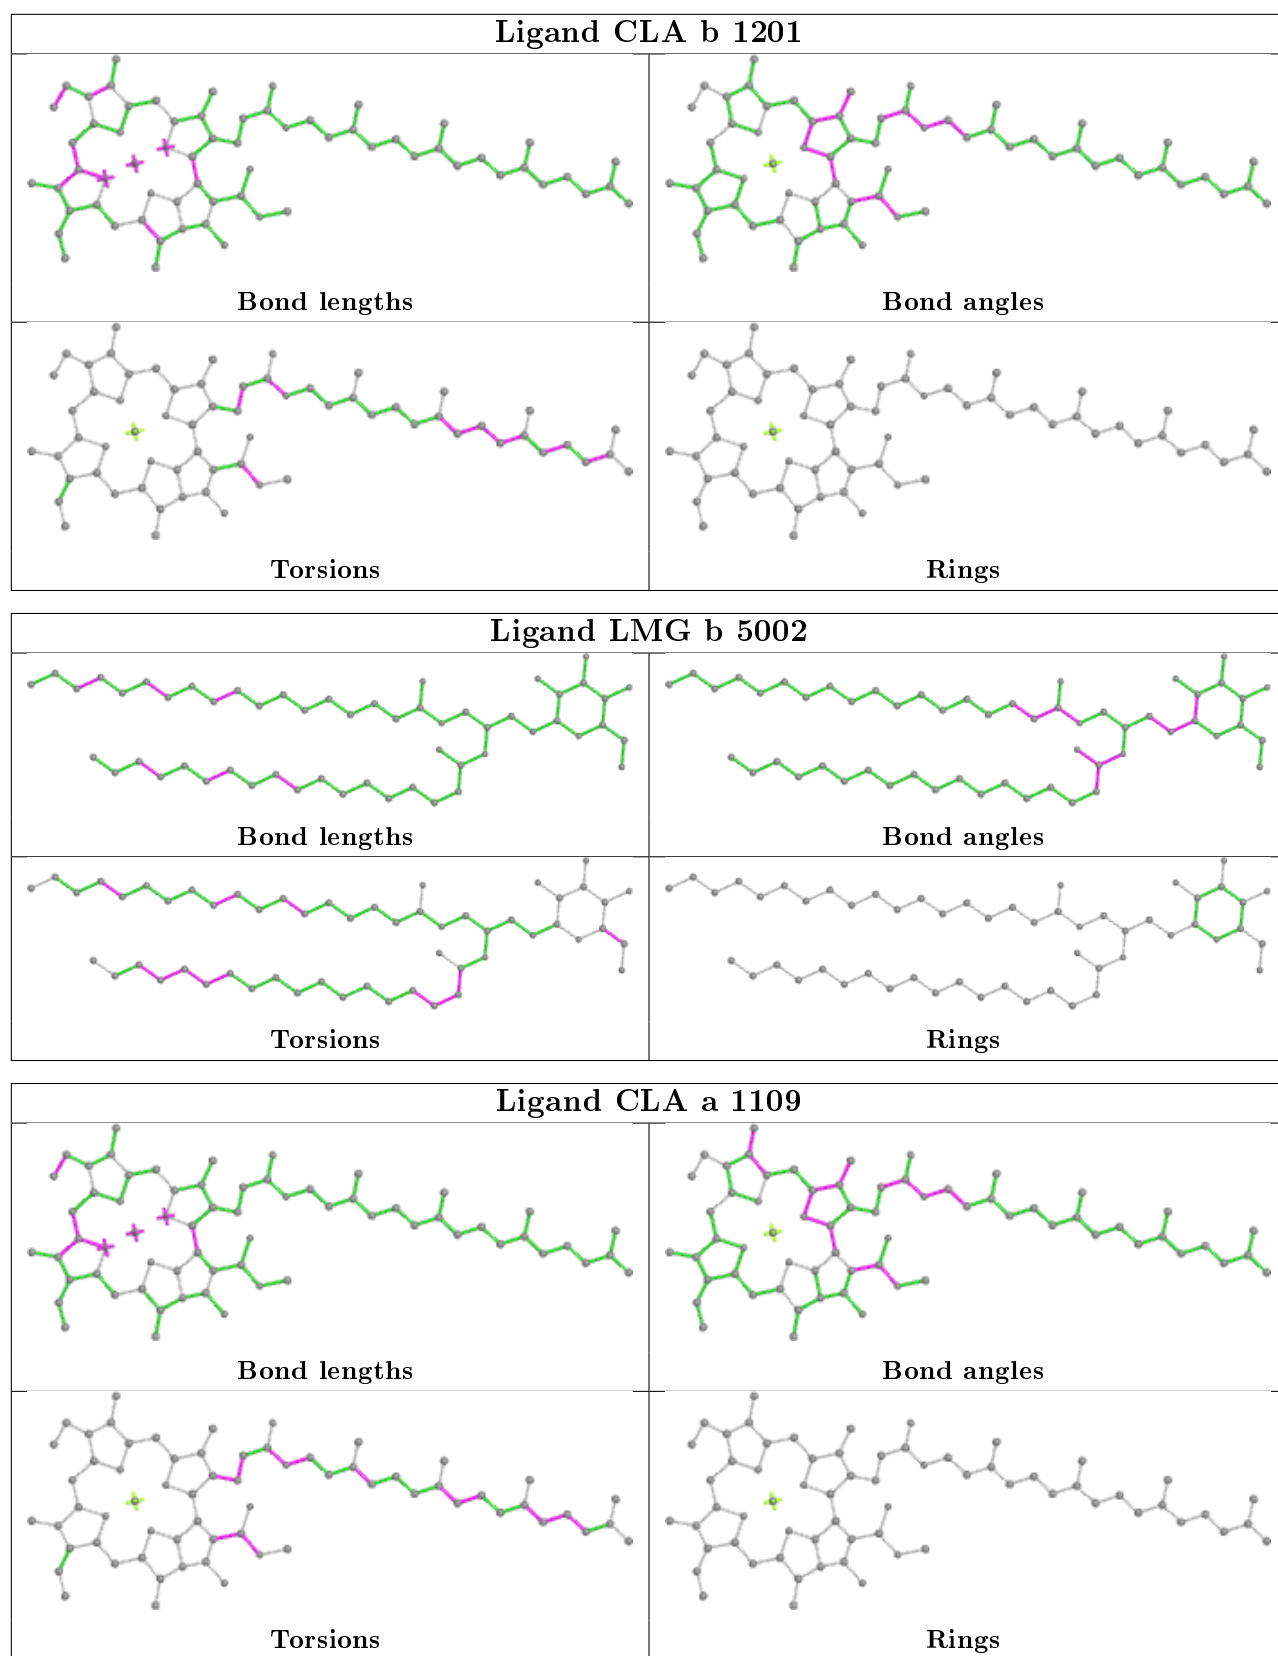 Ligand CLA b 1201
Bond lengths
Bond angles
Torsions
Rings
Ligand LMG b 5002
Bond lengths
Bond angles
Torsions
Rings
Ligand CLA a 1109
Bond lengths
Bond angles
Torsions
Rings